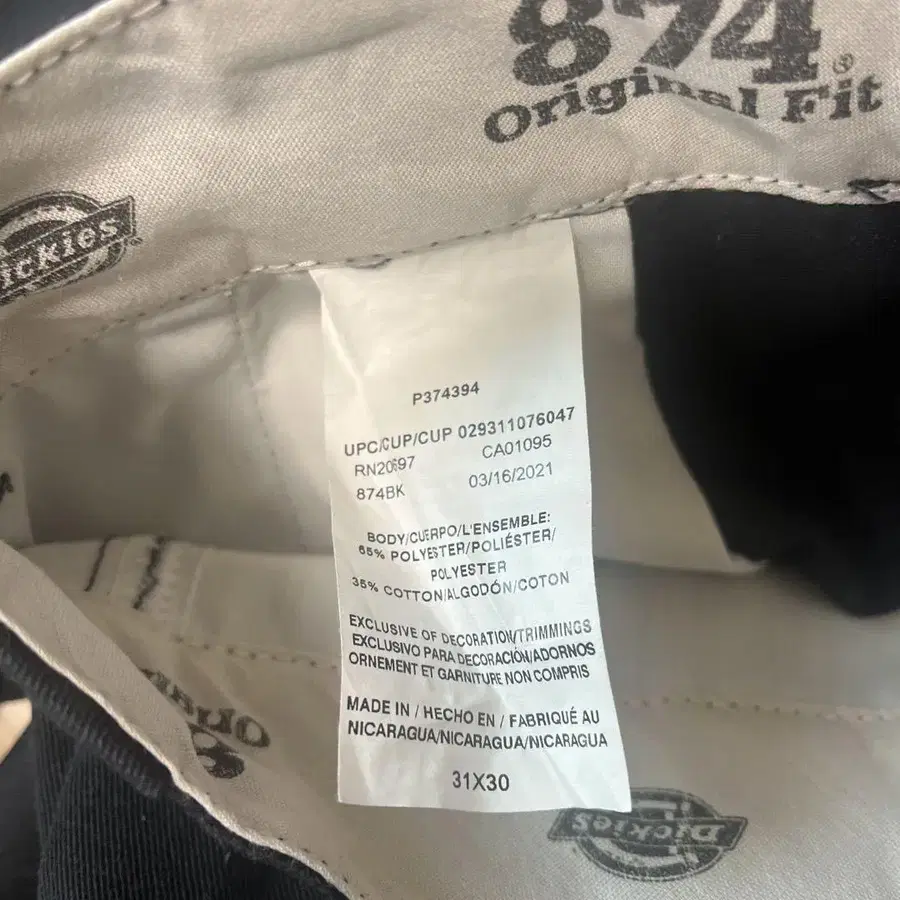 874®
Original Fit
Dickies
P374394
UPC/CUP/CUP 029311076047
RN20697 CA01095
874BK 03/16/2021
BODY/CUERPO/L'ENSEMBLE:
65% POLYESTER/POLIÉSTER/
POLYESTER
35% COTTON/ALGODÓN/COTON
EXCLUSIVE OF DECORATION/TRIMMINGS
EXCLUSIVO PARA DECORACIÓN/ADORNOS
ORNEMENT ET GARNITURE NON COMPRIS
MADE IN / HECHO EN / FABRIQUÉ AU
NICARAGUA/NICARAGUA/NICARAGUA
31X30
Dickies